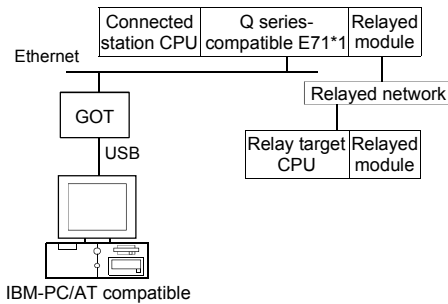 Connected
station CPU
Q series-
compatible E71*1
Relayed
module
Ethernet
Relayed network
GOT
Relay target
CPU
Relayed
module
USB
IBM-PC/AT compatible